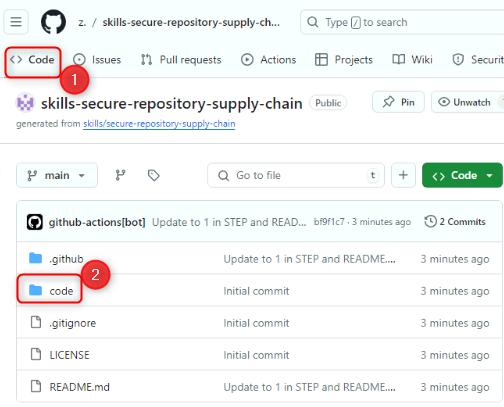 z. / skills-secure-repository-supply-cha... Type / to search
Code Issues Pull requests Actions Projects Wiki Securit
1
skills-secure-repository-supply-chain Public Pin Unwatch
generated from skills/secure-repository-supply-chain
main Go to file t + Code
github-actions[bot] Update to 1 in STEP and READ... bf9f1c7 · 3 minutes ago 2 Commits
.github Update to 1 in STEP and README.... 3 minutes ago
2
code Initial commit 3 minutes ago
.gitignore Initial commit 3 minutes ago
LICENSE Initial commit 3 minutes ago
README.md Update to 1 in STEP and README.... 3 minutes ago